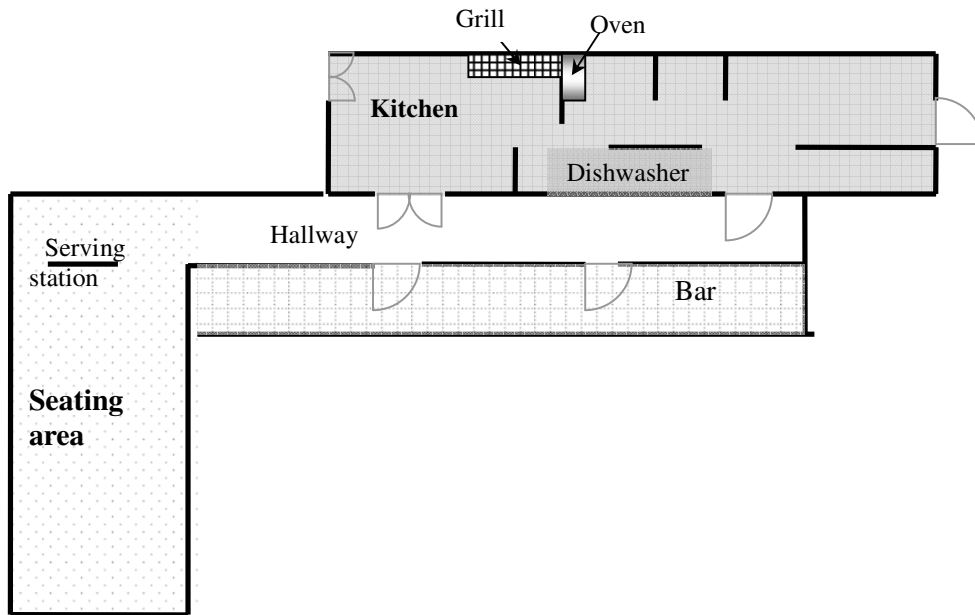 Grill
Oven
Kitchen
Dishwasher
Hallway
Serving
station
Bar
Seating
area